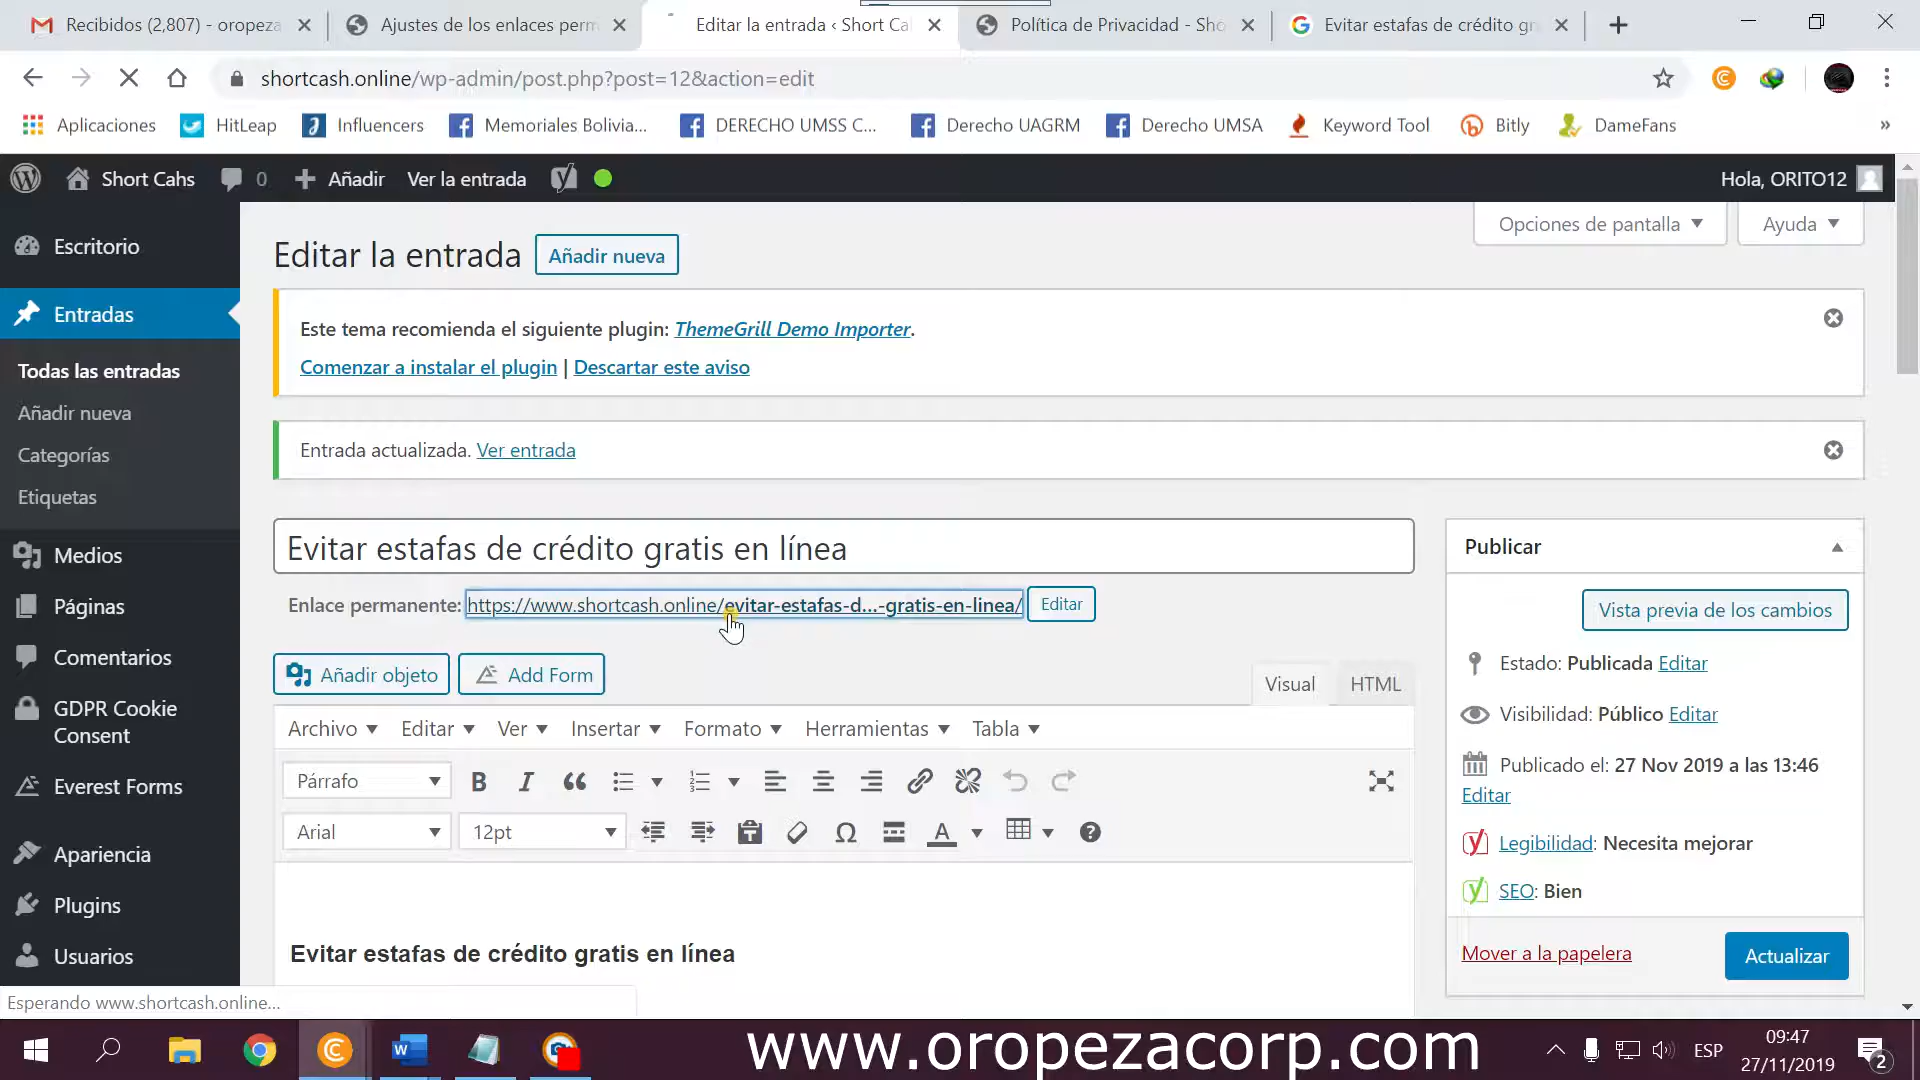 Recibidos (2,807) - oropeza
Ajustes de los enlaces perm
Editar la entrada ‹ Short Ca
Política de Privacidad - Sho
Evitar estafas de crédito gr
shortcash.online/wp-admin/post.php?post=12&action=edit
Aplicaciones
HitLeap
Influencers
Memoriales Bolivia...
DERECHO UMSS C...
Derecho UAGRM
Derecho UMSA
Keyword Tool
Bitly
DameFans
»
Short Cahs
0
Añadir
Ver la entrada
Hola, ORITO12
Escritorio
Entradas
Todas las entradas
Añadir nueva
Categorías
Etiquetas
Medios
Páginas
Comentarios
GDPR Cookie
Consent
Everest Forms
Apariencia
Plugins
Usuarios
Opciones de pantalla
Ayuda
Editar la entrada
Añadir nueva
Este tema recomienda el siguiente plugin: ThemeGrill Demo Importer.
Comenzar a instalar el plugin | Descartar este aviso
Entrada actualizada. Ver entrada
Evitar estafas de crédito gratis en línea
Enlace permanente: https://www.shortcash.online/evitar-estafas-d...-gratis-en-linea/ Editar
Añadir objeto
Add Form
Visual
HTML
Archivo
Editar
Ver
Insertar
Formato
Herramientas
Tabla
Párrafo
Arial
12pt
Evitar estafas de crédito gratis en línea
Publicar
Vista previa de los cambios
Estado: Publicada Editar
Visibilidad: Público Editar
Publicado el: 27 Nov 2019 a las 13:46
Editar
Legibilidad: Necesita mejorar
SEO: Bien
Mover a la papelera
Actualizar
Esperando www.shortcash.online...
www.oropezacorp.com
ESP
09:47
27/11/2019
2